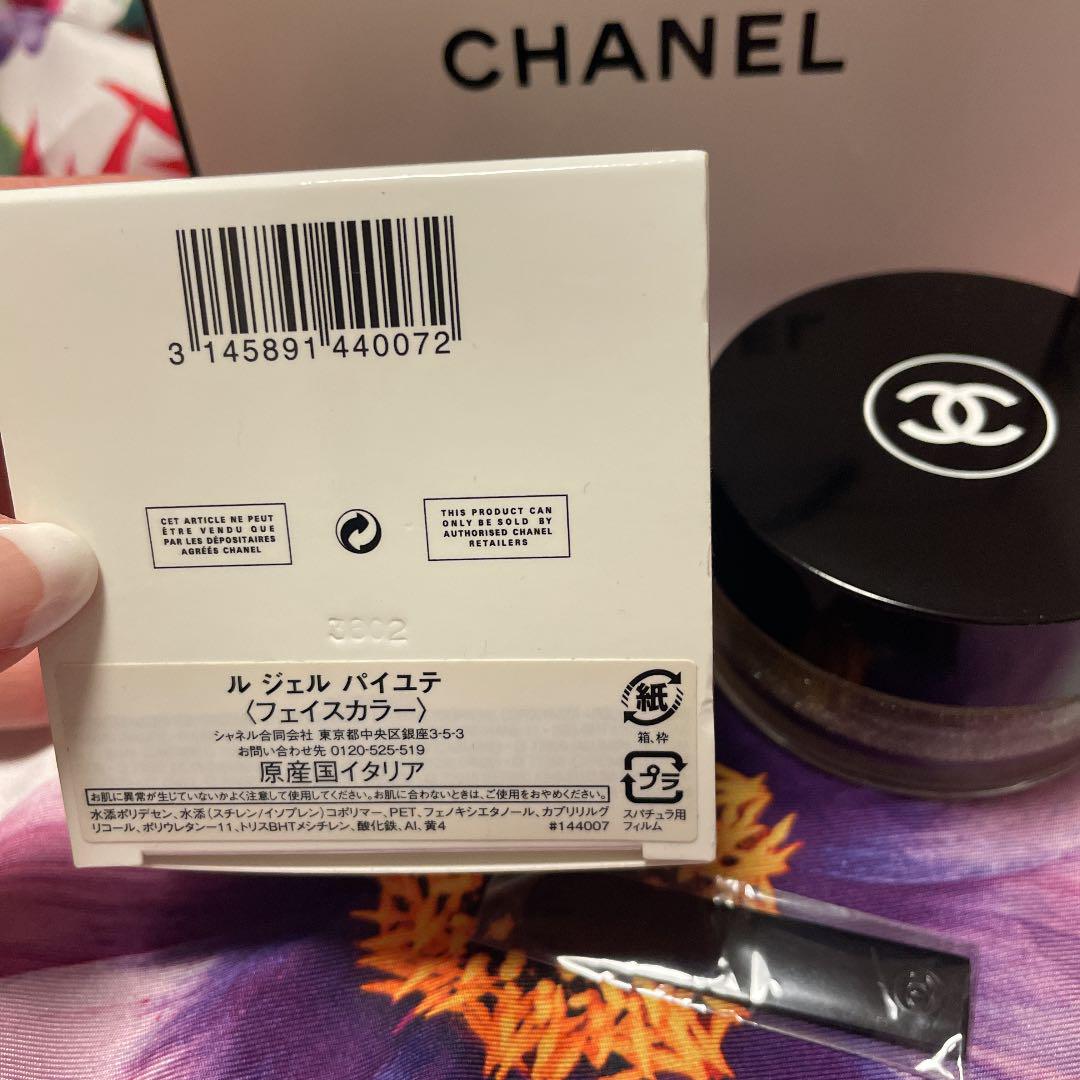 CHANEL
3 145891 440072
CET ARTICLE NE PEUT
ÊTRE VENDU QUE
PAR LES DÉPOSITAIRES
AGRÉÉS CHANEL
THIS PRODUCT CAN
ONLY BE SOLD BY
AUTHORISED CHANEL
RETAILERS
3602
ル ジェル パイユテ
〈フェイスカラー〉
シャネル合同会社 東京都中央区銀座3-5-3
お問い合わせ先 0120-525-519
原産国イタリア
お肌に異常が生じていないかよく注意して使用してください。お肌に合わないときは、ご使用をおやめください。
水添ポリデセン、水添(スチレン/イソプレン)コポリマー、PET、フェノキシエタノール、カプリリルグ
リコール、ポリウレタン-11、トリスBHTメシチレン、酸化鉄、Al、黄4
#144007
紙
箱、枠
プラ
スパチュラ用
フィルム